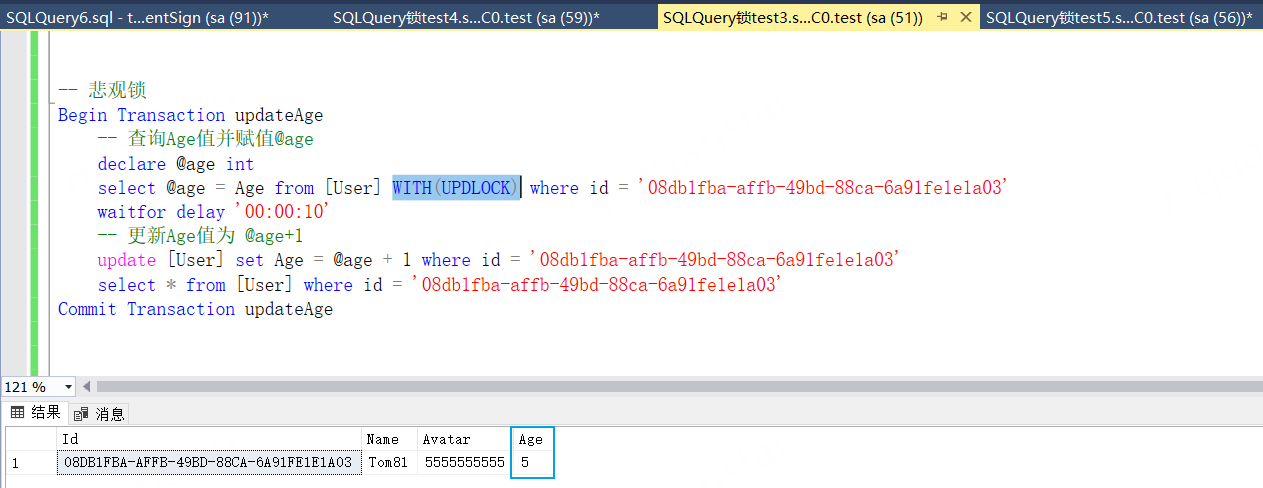 SQLQuery6.sql - t...entSign (sa (91))* SQLQuery锁test4.s...C0.test (sa (59))* SQLQuery锁test3.s...C0.test (sa (51)) SQLQuery锁test5.s...C0.test (sa (56))*
-- 悲观锁
Begin Transaction updateAge
-- 查询Age值并赋值@age
declare @age int
select @age = Age from [User] WITH(UPDLOCK) where id = '08db1fba-affb-49bd-88ca-6a91fe1e1a03'
waitfor delay '00:00:10'
-- 更新Age值为 @age+1
update [User] set Age = @age + 1 where id = '08db1fba-affb-49bd-88ca-6a91fe1e1a03'
select * from [User] where id = '08db1fba-affb-49bd-88ca-6a91fe1e1a03'
Commit Transaction updateAge
121 %
结果 消息
Id Name Avatar Age
1 08DB1FBA-AFFB-49BD-88CA-6A91FE1E1A03 Tom81 5555555555 5